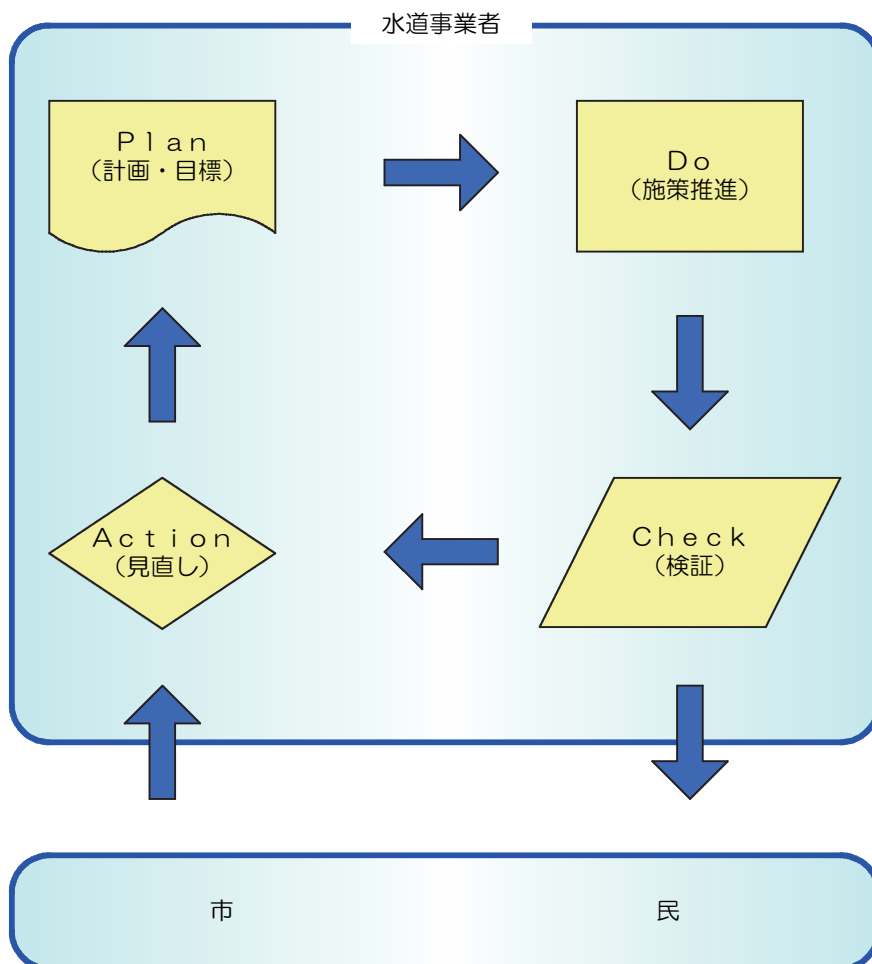 水道事業者
Ｐｌａｎ
（計画・目標）
Ｄｏ
（施策推進）
Ａｃｔｉｏｎ
（見直し）
Ｃｈｅｃｋ
（検証）
市　民